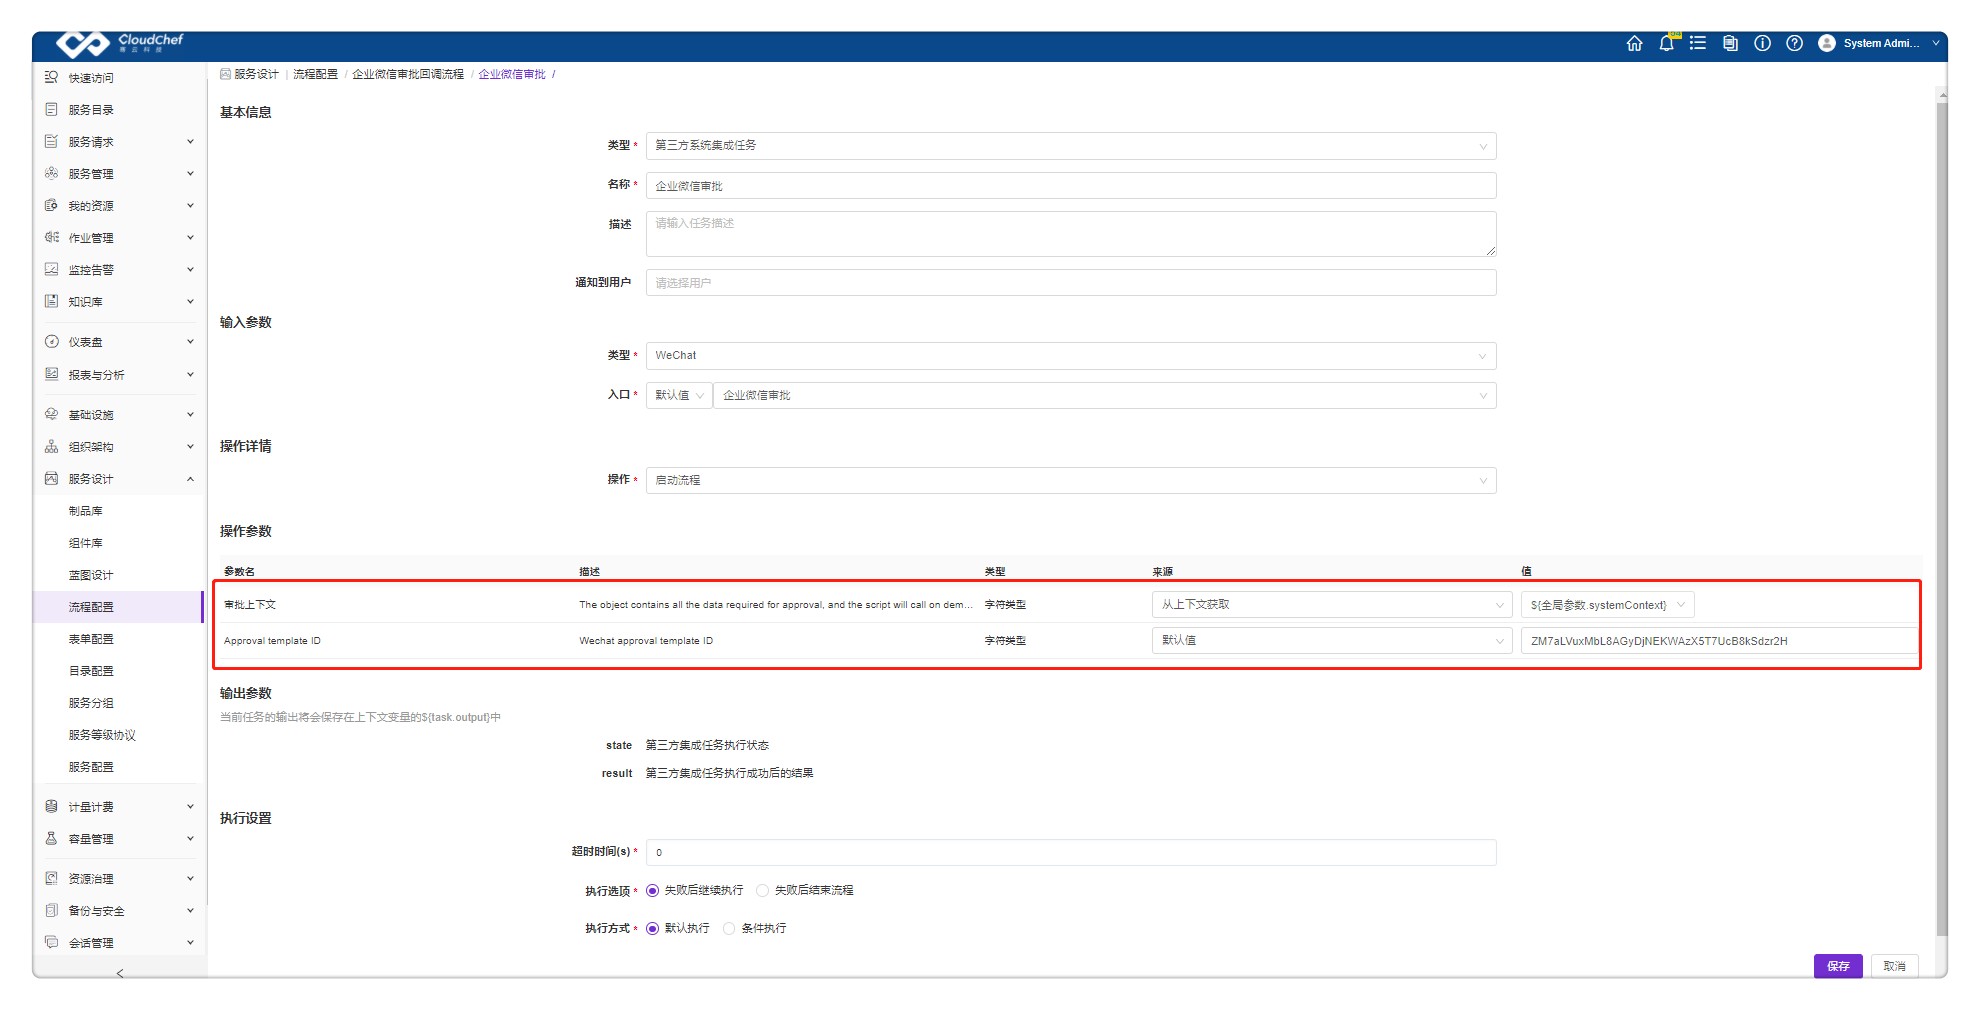 CloudChef
骞云科技
System Admi...
快速访问
服务目录
服务请求
服务管理
我的资源
作业管理
监控告警
知识库
仪表盘
报表与分析
基础设施
组织架构
服务设计
制品库
组件库
蓝图设计
流程配置
表单配置
目录配置
服务分组
服务等级协议
服务配置
计量计费
容量管理
资源治理
备份与安全
会话管理
服务设计 | 流程配置 / 企业微信审批回调流程 / 企业微信审批 /
基本信息
类型 * 第三方系统集成任务
名称 * 企业微信审批
描述 请输入任务描述
通知到用户 请选择用户
输入参数
类型 * WeChat
入口 * 默认值 企业微信审批
操作详情
操作 * 启动流程
操作参数
参数名 描述 类型 来源 值
审批上下文 The object contains all the data required for approval, and the script will call on dem... 字符类型 从上下文获取 ${全局参数.systemContext}
Approval template ID Wechat approval template ID 字符类型 默认值 ZM7aLVuxMbL8AGyDjNEKWAzX5T7UcB8kSdzr2H
输出参数
当前任务的输出将会保存在上下文变量的${task.output}中
state 第三方集成任务执行状态
result 第三方集成任务执行成功后的结果
执行设置
超时时间(s) * 0
执行选项 * 失败后继续执行 失败后结束流程
执行方式 * 默认执行 条件执行
保存 取消